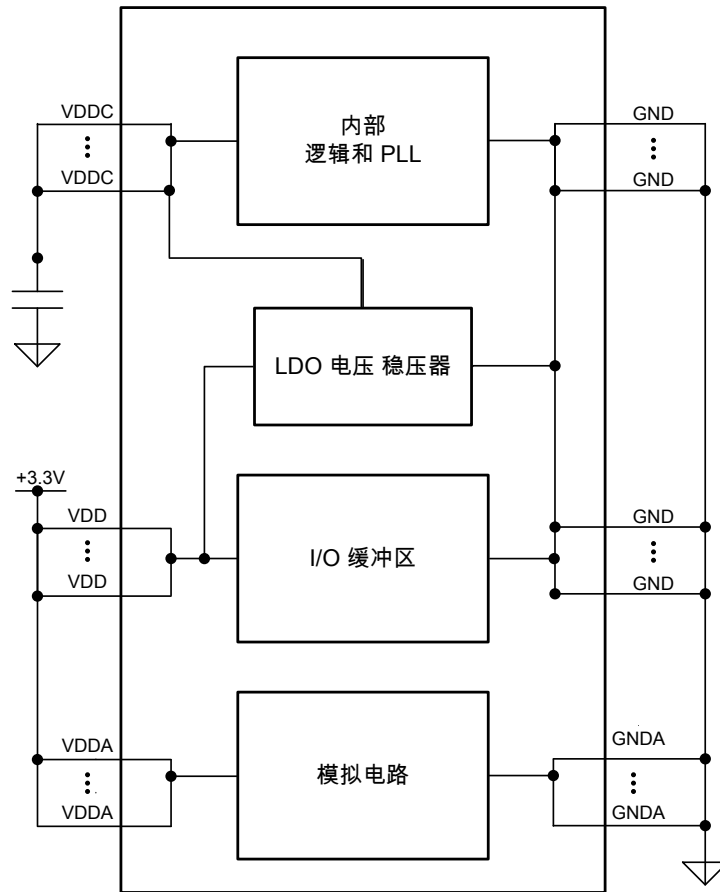 VDDC
VDDC
内部
逻辑和 PLL
GND
GND
LDO 电压 稳压器
+3.3V
VDD
VDD
I/O 缓冲区
GND
GND
VDDA
VDDA
模拟电路
GNDA
GNDA